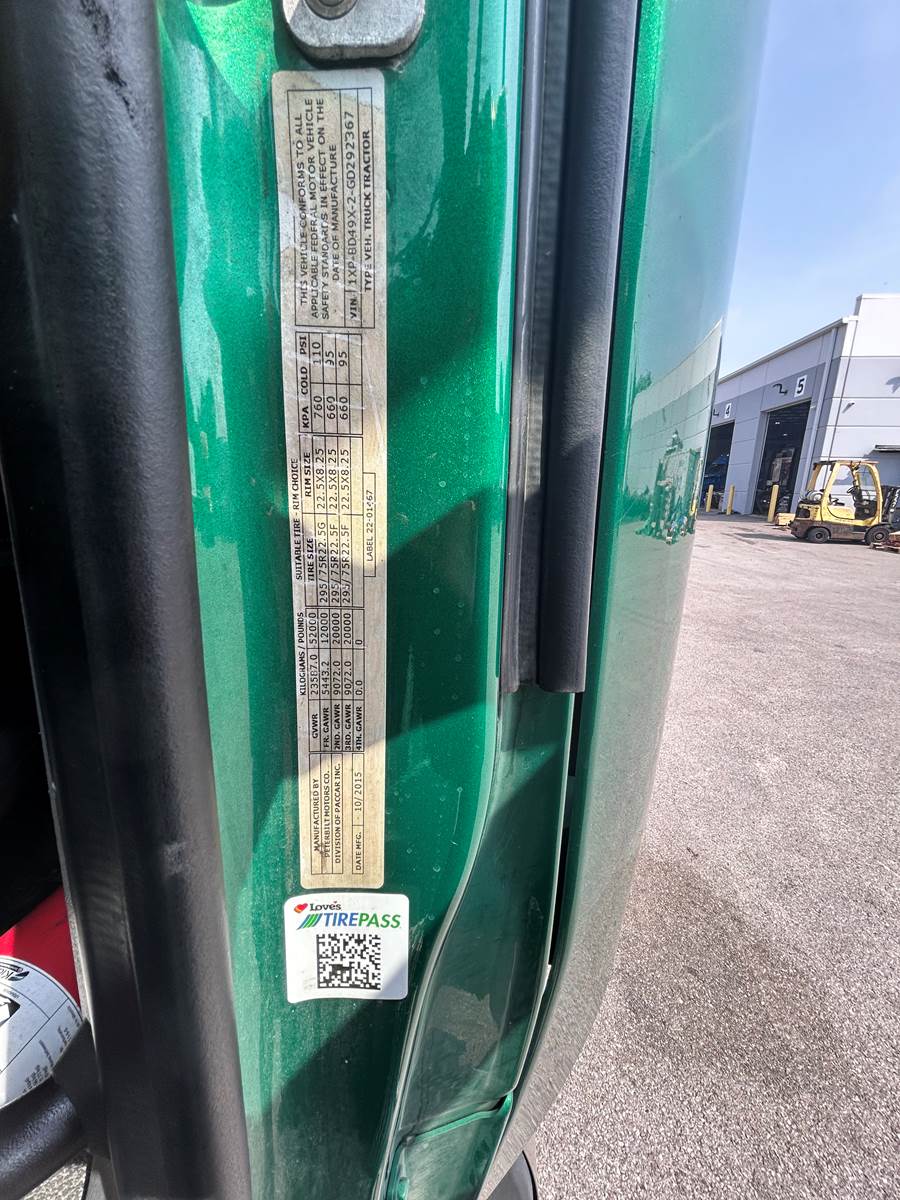 MANUFACTURED BY
PETERBILT MOTORS CO.
DIVISION OF PACCAR INC.
DATE MFG. 10/2015
KILOGRAMS / POUNDS
GVWR 23587.0 52000
FR. GAWR 5443.2 12000
2ND. GAWR 9072.0 20000
3RD. GAWR 9072.0 20000
4TH. GAWR 0.0 0
SUITABLE TIRE - RIM CHOICE
TIRE SIZE RIM SIZE KPA COLD PSI
295/75R22.5G 22.5X8.25 760 110
295/75R22.5F 22.5X8.25 660 95
295/75R22.5F 22.5X8.25 660 95
LABEL 22-01467
THIS VEHICLE CONFORMS TO ALL
APPLICABLE FEDERAL MOTOR VEHICLE
SAFETY STANDARDS IN EFFECT ON THE
DATE OF MANUFACTURE
VIN 1XP-BD49X-2-GD292367
TYPE VEH. TRUCK TRACTOR
Love's
TIREPASS
4
5